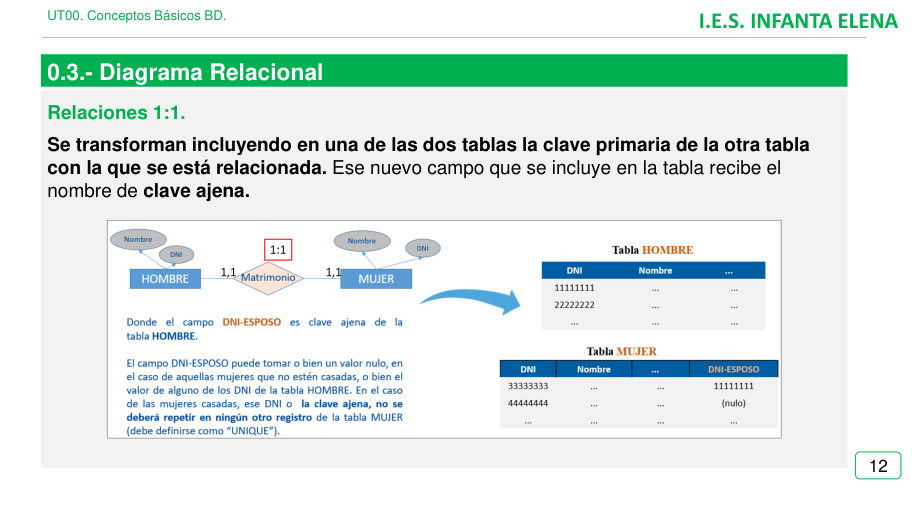 UT00. Conceptos Básicos BD.
I.E.S. INFANTA ELENA
0.3.- Diagrama Relacional
Relaciones 1:1.
Se transforman incluyendo en una de las dos tablas la clave primaria de la otra tabla
con la que se está relacionada. Ese nuevo campo que se incluye en la tabla recibe el
nombre de clave ajena.
Nombre
DNI
1:1
Nombre
DNI
HOMBRE
1,1
Matrimonio
1,1
MUJER
Donde el campo DNI-ESPOSO es clave ajena de la
tabla HOMBRE.
El campo DNI-ESPOSO puede tomar o bien un valor nulo, en
el caso de aquellas mujeres que no estén casadas, o bien el
valor de alguno de los DNI de la tabla HOMBRE. En el caso
de las mujeres casadas, ese DNI o la clave ajena, no se
deberá repetir en ningún otro registro de la tabla MUJER
(debe definirse como “UNIQUE”).
Tabla HOMBRE
DNI Nombre ...
11111111 ... ...
22222222 ... ...
... ... ...
Tabla MUJER
DNI Nombre ... DNI-ESPOSO
33333333 ... ... 11111111
44444444 ... ... (nulo)
... ... ... ...
12